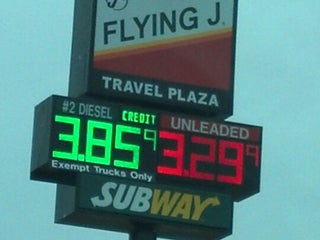 FLYING J.
TRAVEL PLAZA
#2 DIESEL CREDIT UNLEADED
3.85 9 3.29 9
Exempt Trucks Only
SUBWAY